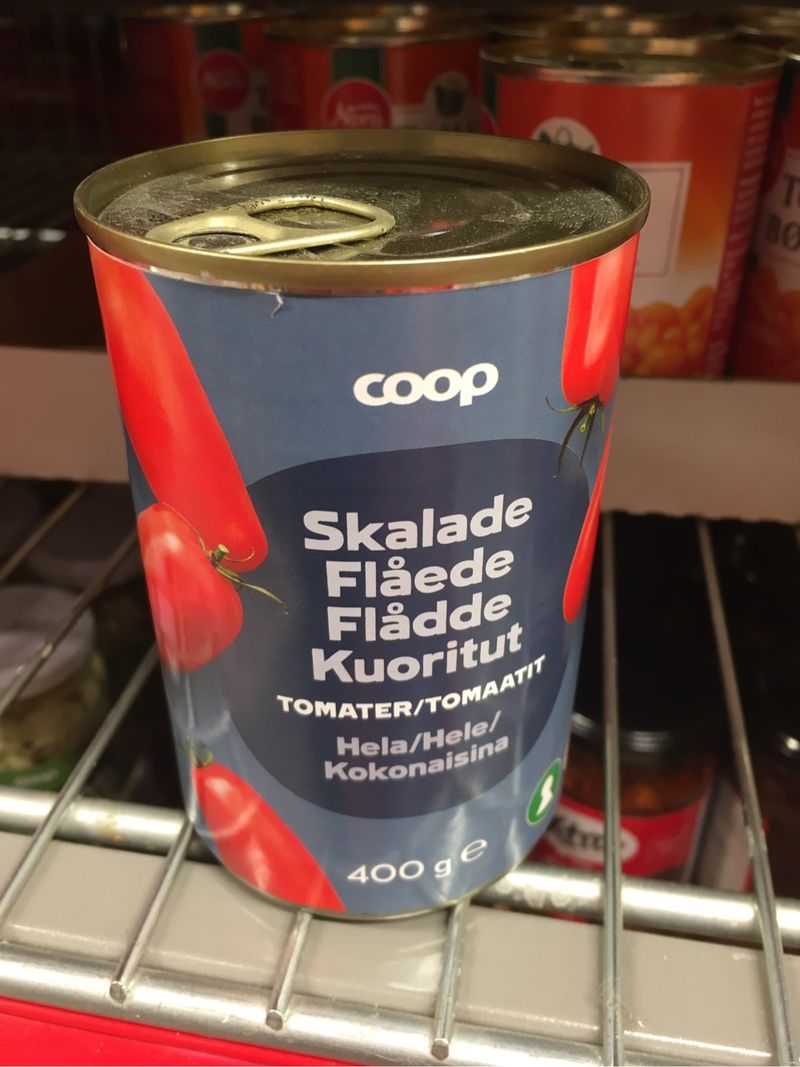 coop
Skalade
Flåede
Flådde
Kuoritut
TOMATER/TOMAATIT
Hela/Hele/
Kokonaisina
400 g e